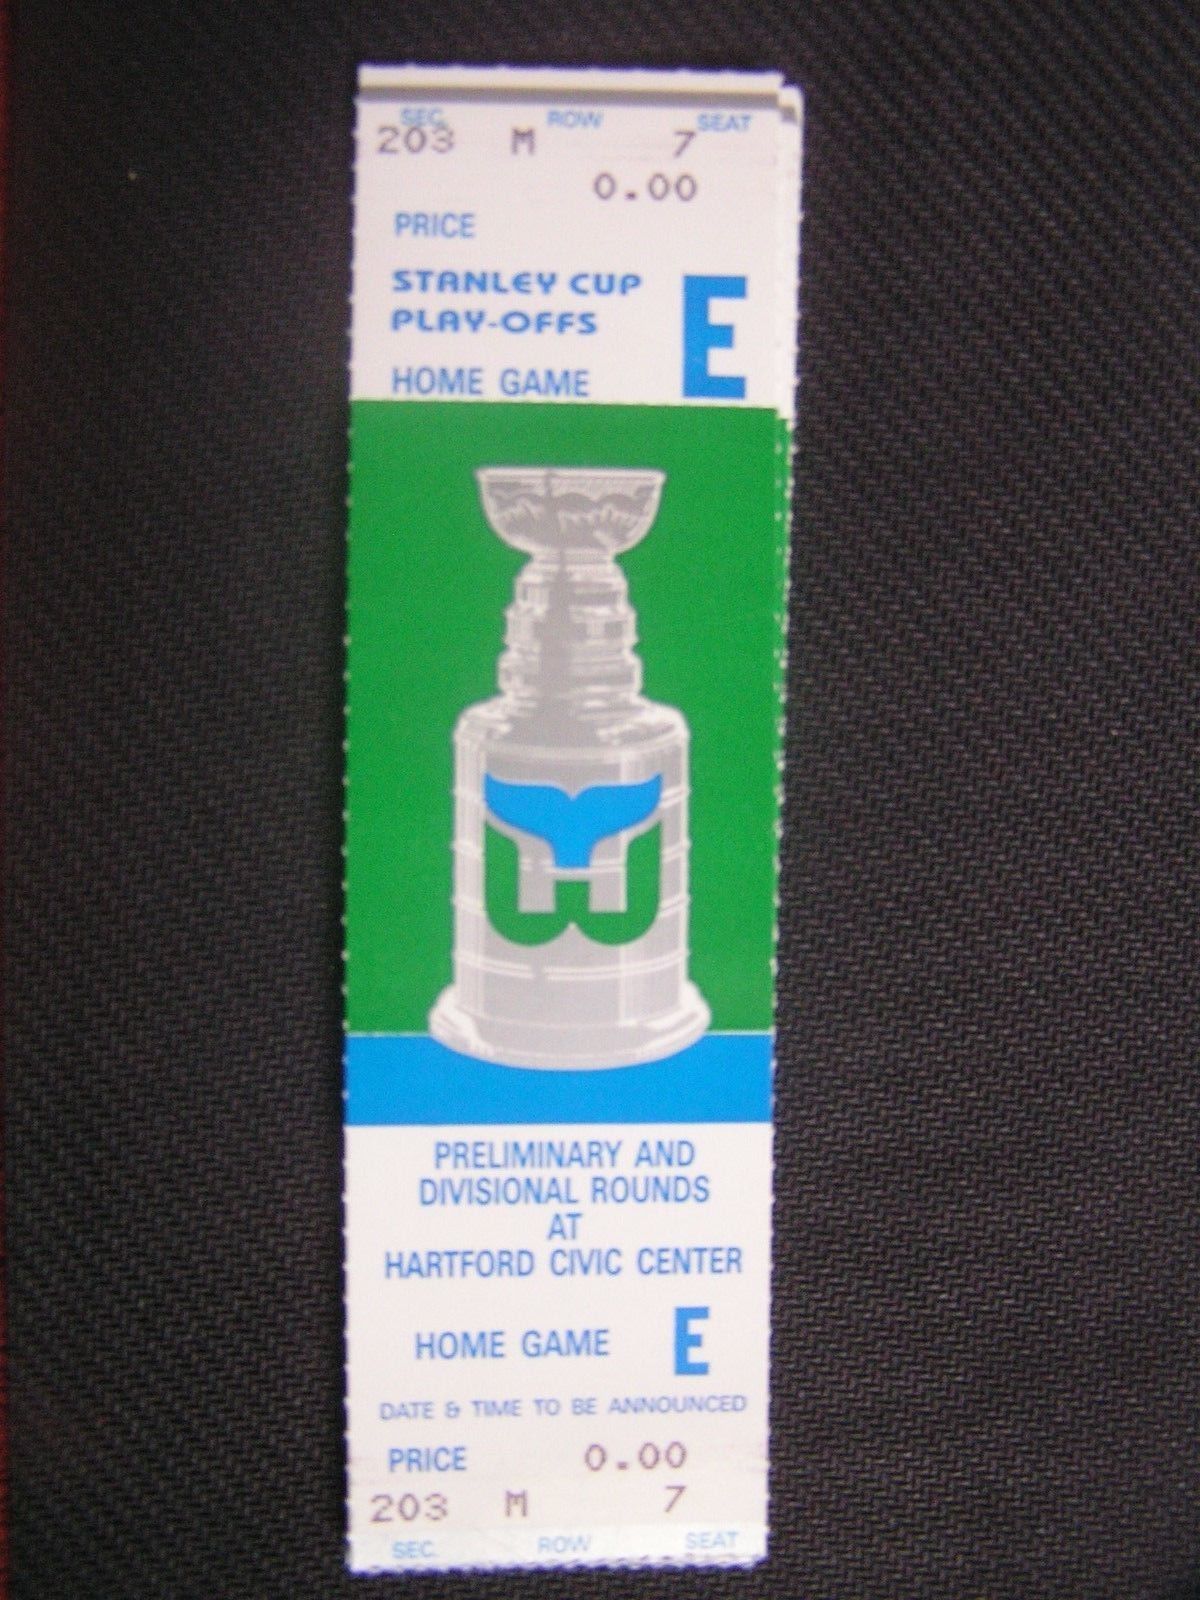 SEC. ROW SEAT
203 M 7
0.00
PRICE
STANLEY CUP
PLAY-OFFS
HOME GAME E
PRELIMINARY AND
DIVISIONAL ROUNDS
AT
HARTFORD CIVIC CENTER
HOME GAME E
DATE & TIME TO BE ANNOUNCED
PRICE 0.00
203 M 7
SEC. ROW SEAT